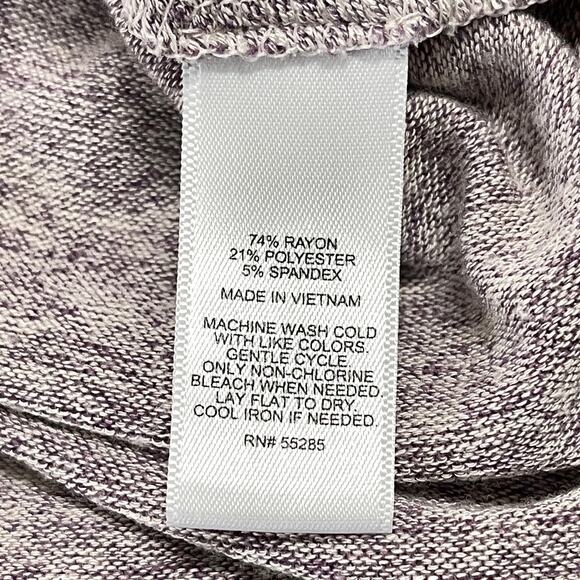 74% RAYON
21% POLYESTER
5% SPANDEX
MADE IN VIETNAM
MACHINE WASH COLD
WITH LIKE COLORS.
GENTLE CYCLE.
ONLY NON-CHLORINE
BLEACH WHEN NEEDED.
LAY FLAT TO DRY.
COOL IRON IF NEEDED.
RN# 55285